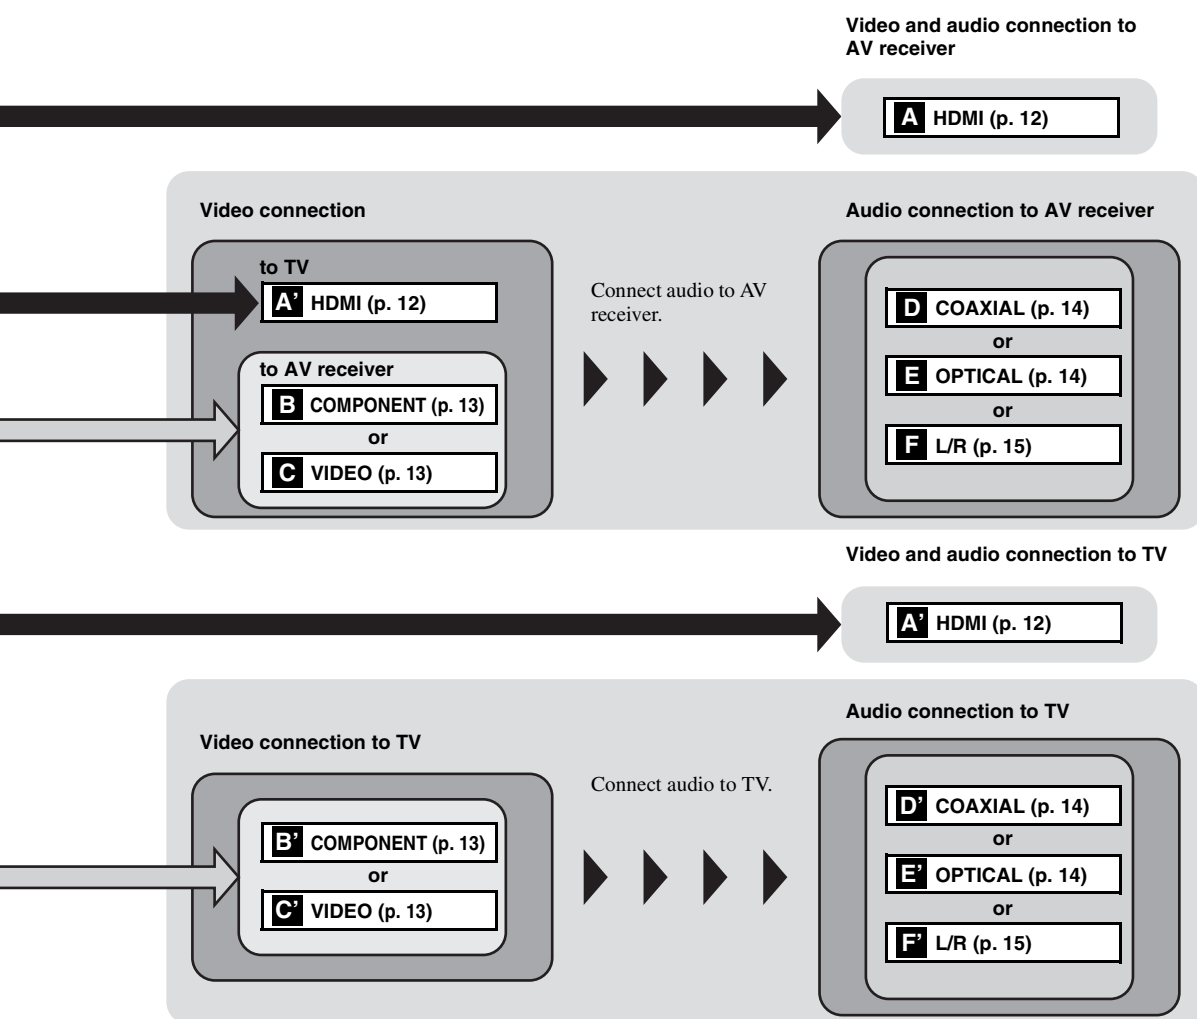 Video and audio connection to
AV receiver
A HDMI (p. 12)
Video connection
Audio connection to AV receiver
to TV
A’ HDMI (p. 12)
to AV receiver
B COMPONENT (p. 13)
or
C VIDEO (p. 13)
Connect audio to AV
receiver.
D COAXIAL (p. 14)
or
E OPTICAL (p. 14)
or
F L/R (p. 15)
Video and audio connection to TV
A’ HDMI (p. 12)
Video connection to TV
Audio connection to TV
B’ COMPONENT (p. 13)
or
C’ VIDEO (p. 13)
Connect audio to TV.
D’ COAXIAL (p. 14)
or
E’ OPTICAL (p. 14)
or
F’ L/R (p. 15)